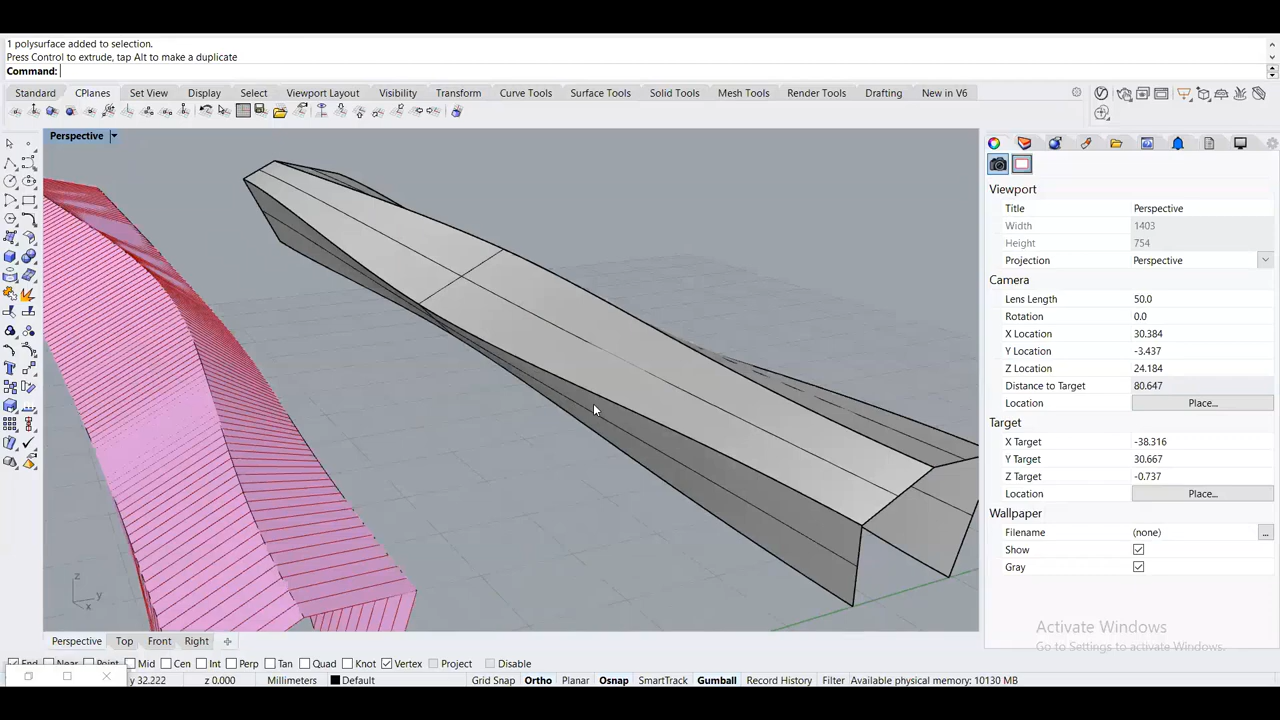 1 polysurface added to selection.
Press Control to extrude, tap Alt to make a duplicate
Command:
Standard CPlanes Set View Display Select Viewport Layout Visibility Transform Curve Tools Surface Tools Solid Tools Mesh Tools Render Tools Drafting New in V6
Perspective
Viewport
Title Perspective
Width 1403
Height 754
Projection Perspective
Camera
Lens Length 50.0
Rotation 0.0
X Location 30.384
Y Location -3.437
Z Location 24.184
Distance to Target 80.647
Location Place...
Target
X Target -38.316
Y Target 30.667
Z Target -0.737
Location Place...
Wallpaper
Filename (none) ...
Show
Gray
z
y
x
Activate Windows
Go to Settings to activate Windows.
Perspective Top Front Right
End Near Point Mid Cen Int Perp Tan Quad Knot Vertex Project Disable
y 32.222 z 0.000 Millimeters Default Grid Snap Ortho Planar Osnap SmartTrack Gumball Record History Filter Available physical memory: 10130 MB